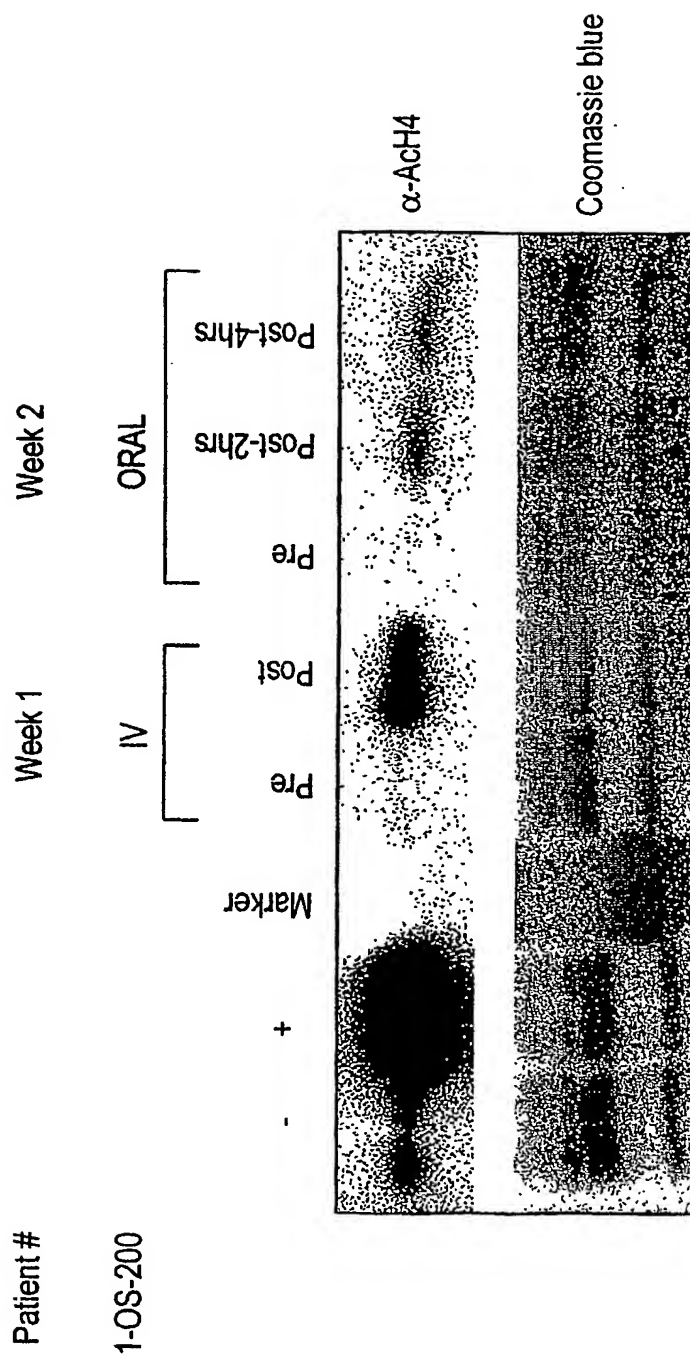 Patient # Week 1 Week 2
1-OS-200 IV ORAL
- + Marker Pre Post Pre Post-2hrs Post-4hrs
α-AcH4
Coomassie blue